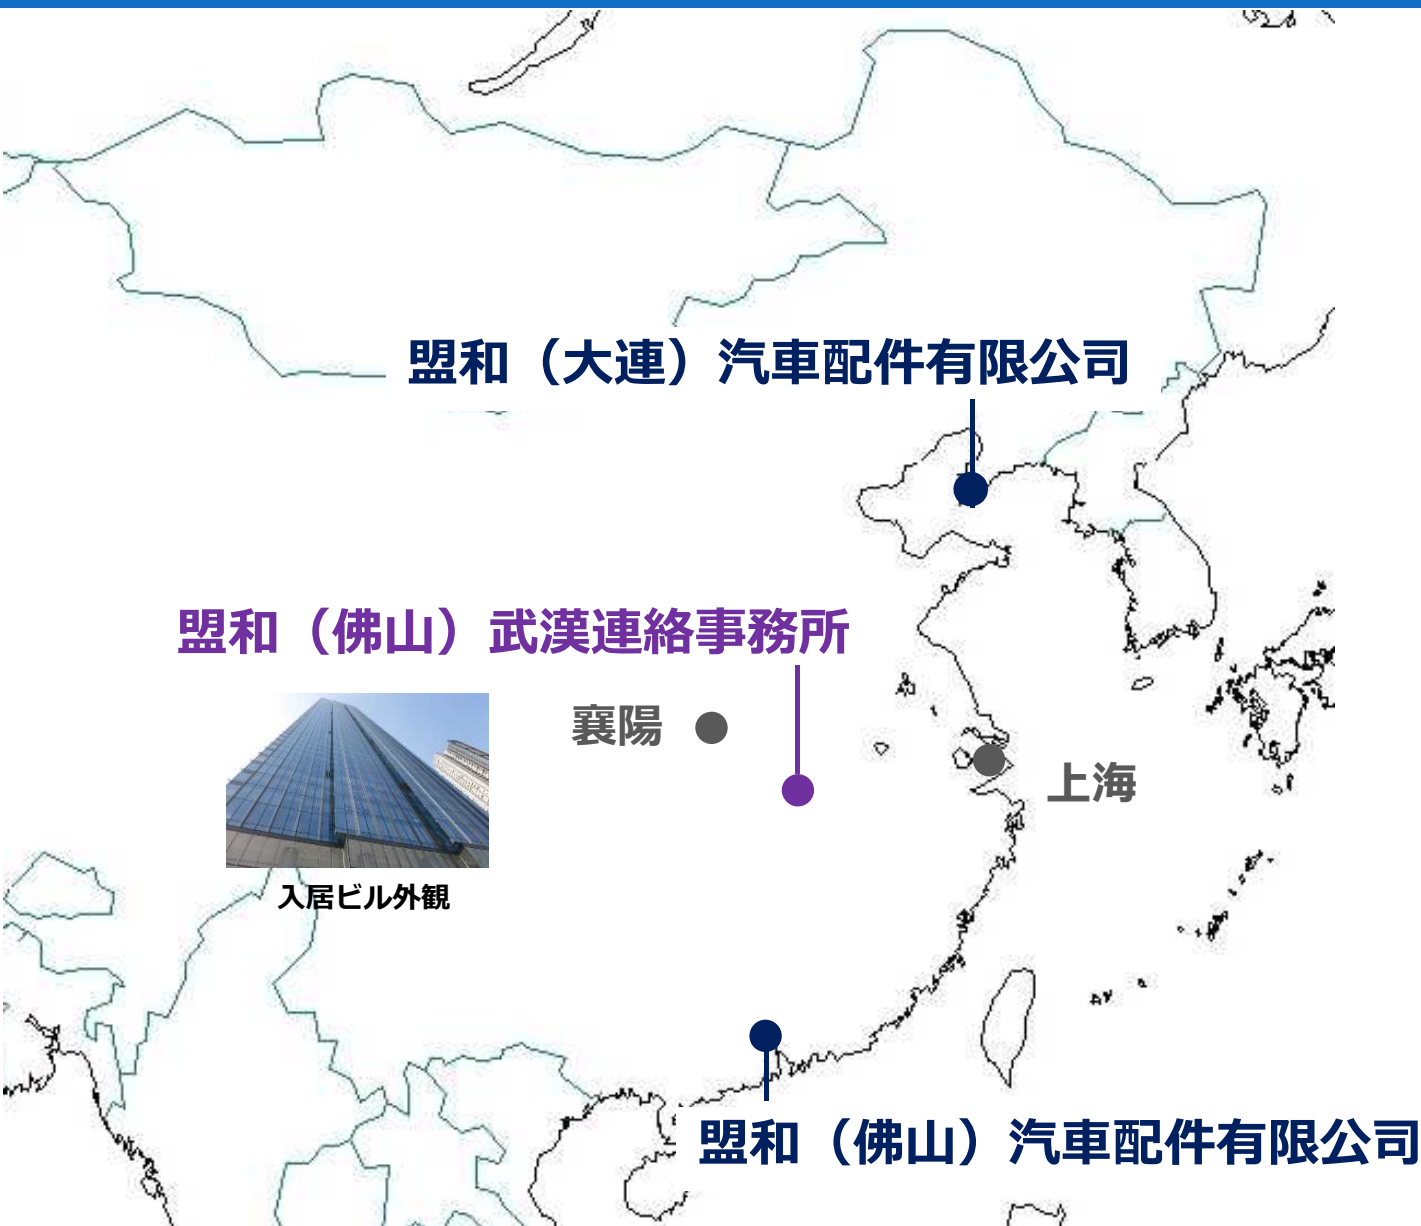 盟和（大連）汽車配件有限公司
盟和（佛山）武漢連絡事務所
襄陽
上海
入居ビル外観
盟和（佛山）汽車配件有限公司